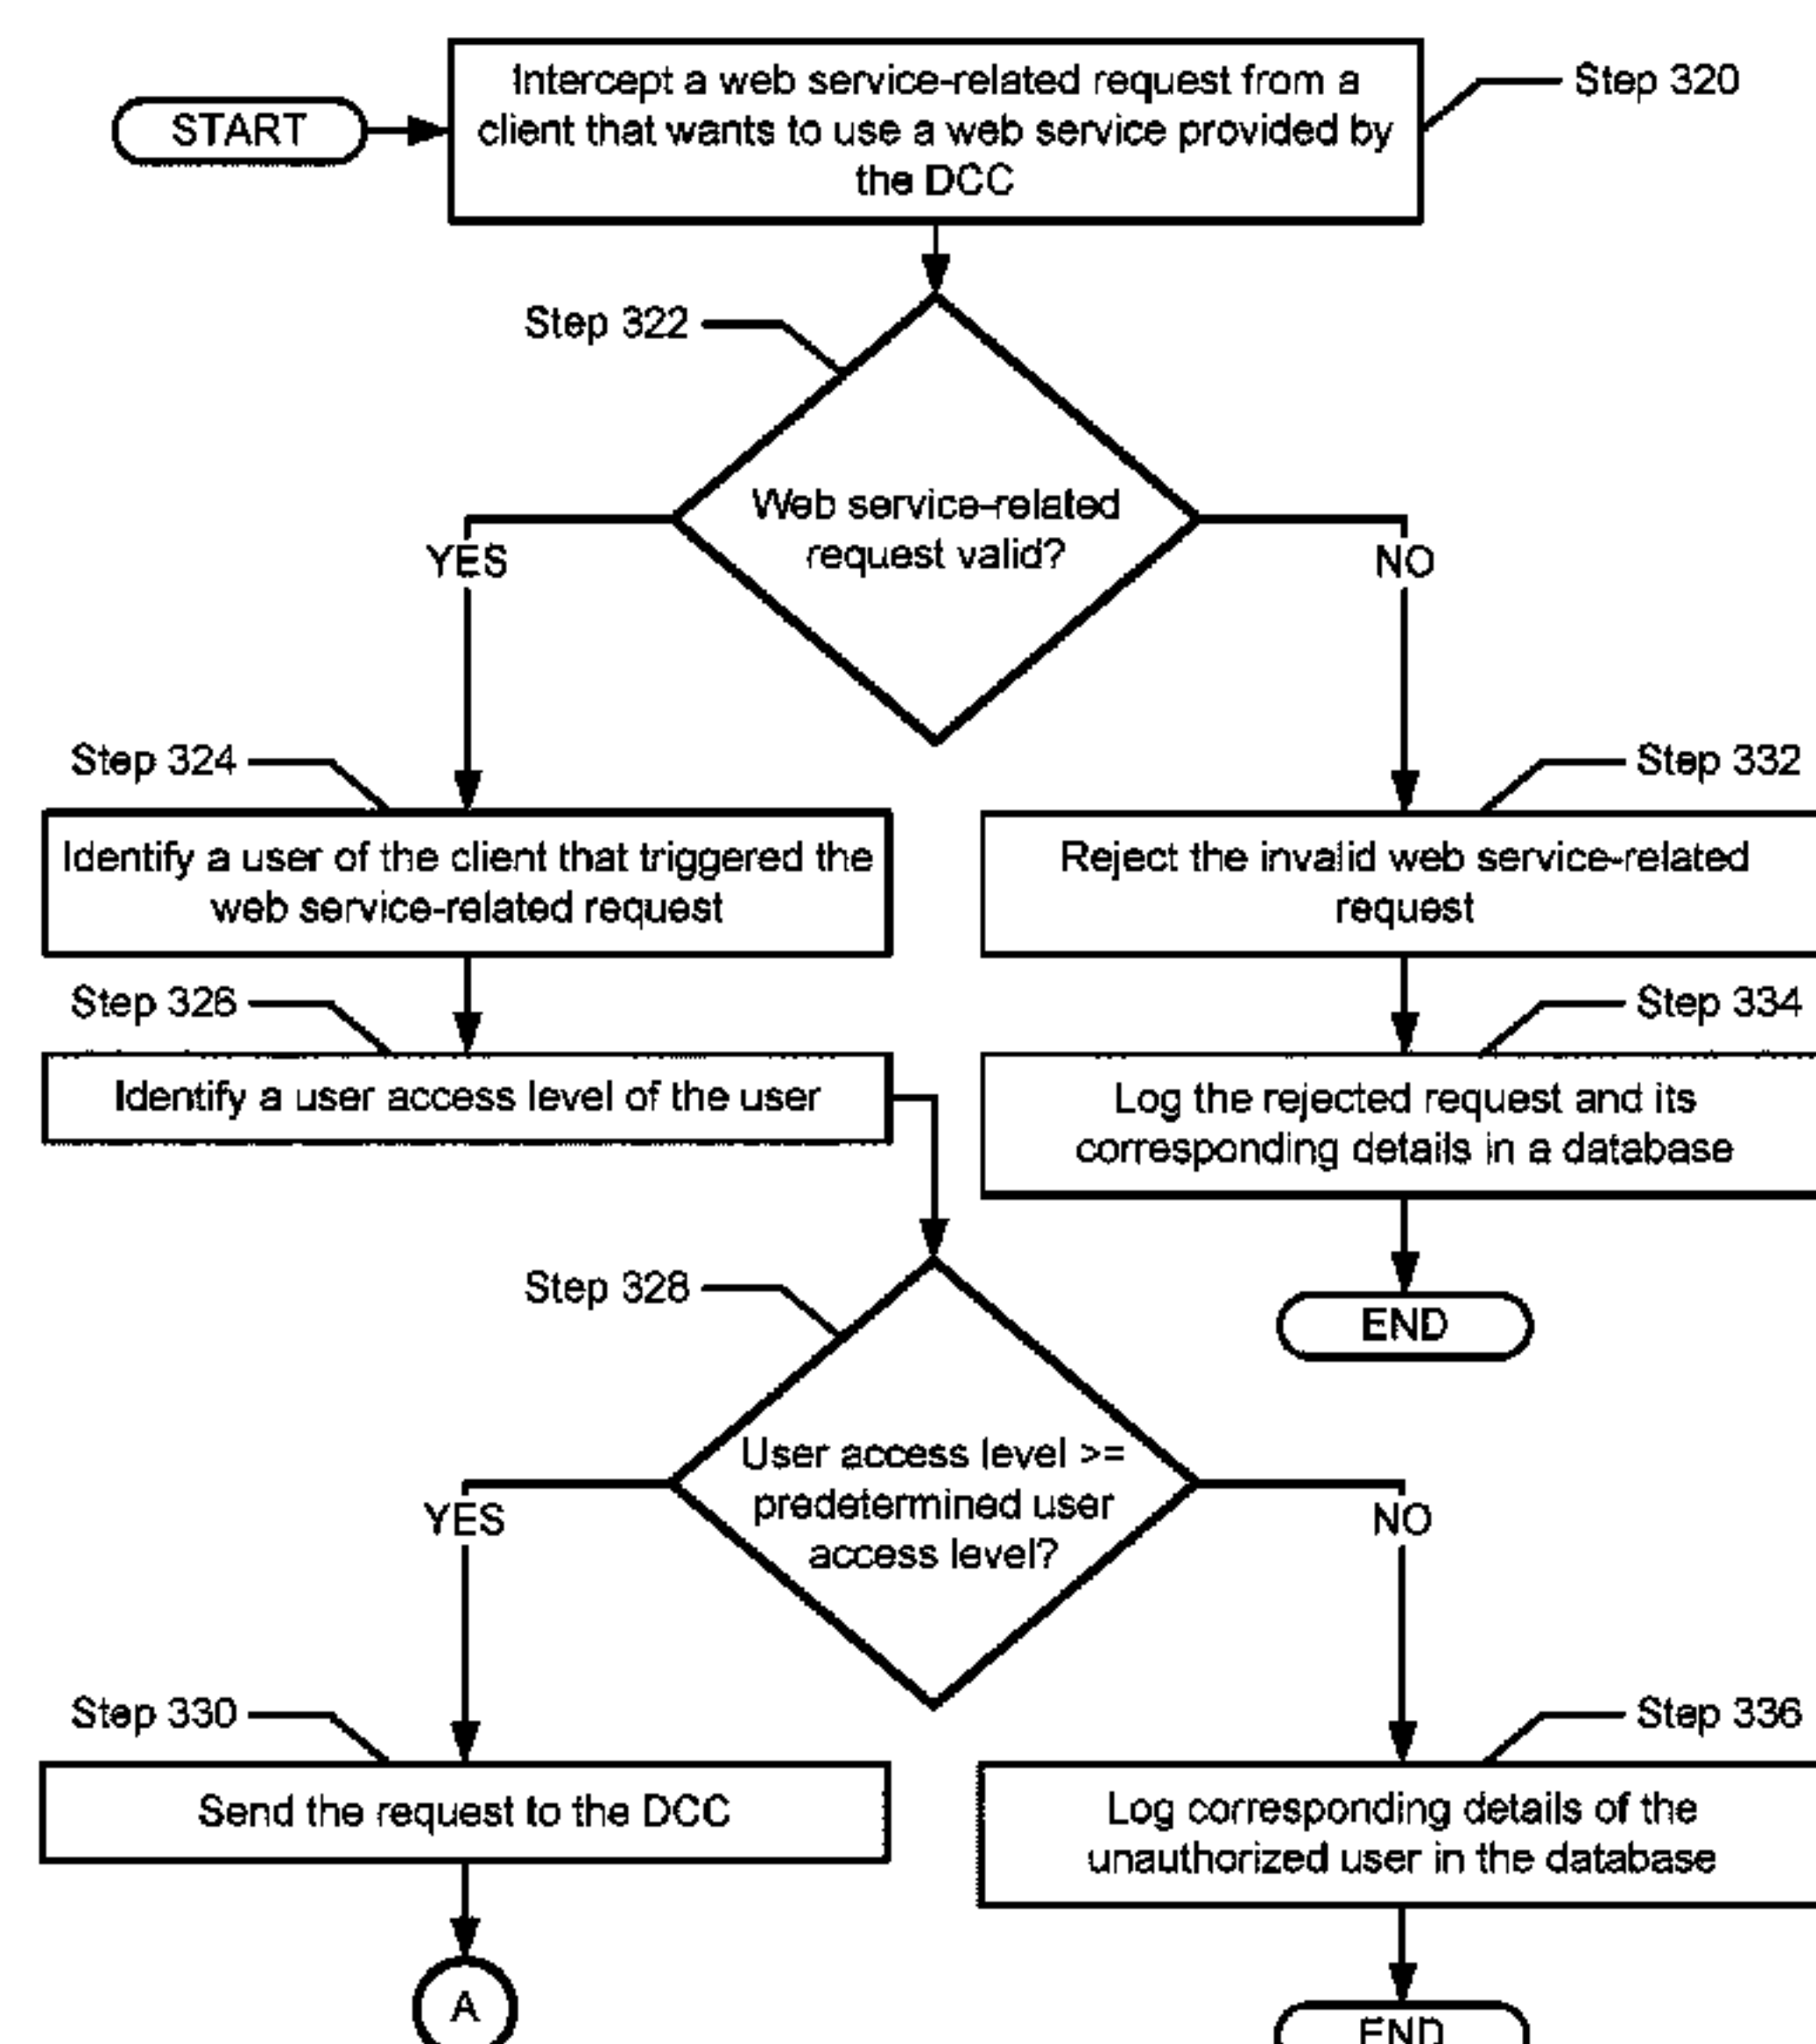 START
Intercept a web service-related request from a
client that wants to use a web service provided by
the DCC
Step 320
Step 322
Web service-related
request valid?
YES
NO
Step 324
Step 332
Identify a user of the client that triggered the
web service-related request
Reject the invalid web service-related
request
Step 326
Step 334
Identify a user access level of the user
Log the rejected request and its
corresponding details in a database
Step 328
END
User access level >=
predetermined user
access level?
YES
NO
Step 330
Step 336
Send the request to the DCC
Log corresponding details of the
unauthorized user in the database
A
END